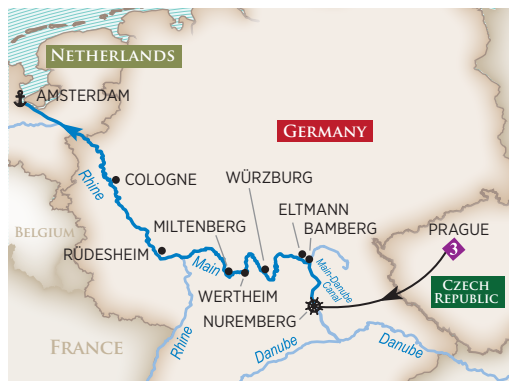 NETHERLANDS
AMSTERDAM
GERMANY
Rhine
COLOGNE
WÜRZBURG
BELGIUM
MILTENBERG
ELTMANN
BAMBERG
PRAGUE
3
RÜDESHEIM
Main
WERTHEIM
Main-Danube
Canal
CZECH
REPUBLIC
NUREMBERG
FRANCE
Rhine
Danube
Danube